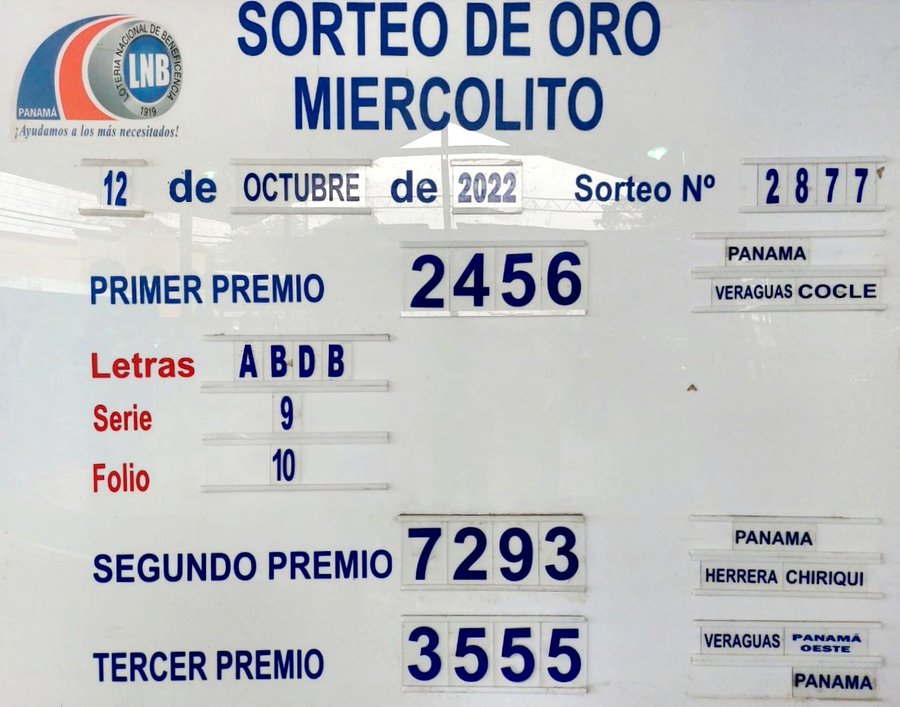 LOTERIA NACIONAL DE BENEFICENCIA
LNB
1919
PANAMÁ
¡Ayudamos a los más necesitados!
SORTEO DE ORO
MIERCOLITO
12 de OCTUBRE de 2022 Sorteo Nº 2877
PRIMER PREMIO 2456 PANAMA
VERAGUAS COCLE
Letras A B D B
Serie 9
Folio 10
SEGUNDO PREMIO 7293 PANAMA
HERRERA CHIRIQUI
TERCER PREMIO 3555 VERAGUAS PANAMÁ OESTE
PANAMA